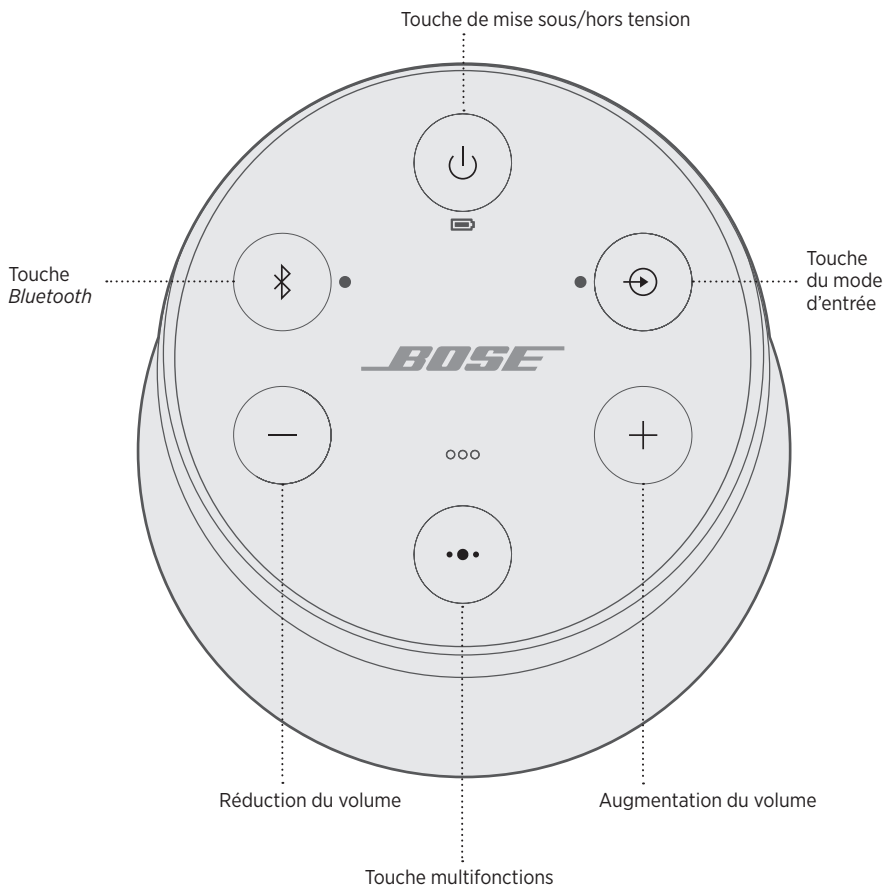 Touche de mise sous/hors tension
Touche
Bluetooth
Touche
du mode
d'entrée
BOSE
Réduction du volume
Augmentation du volume
Touche multifonctions